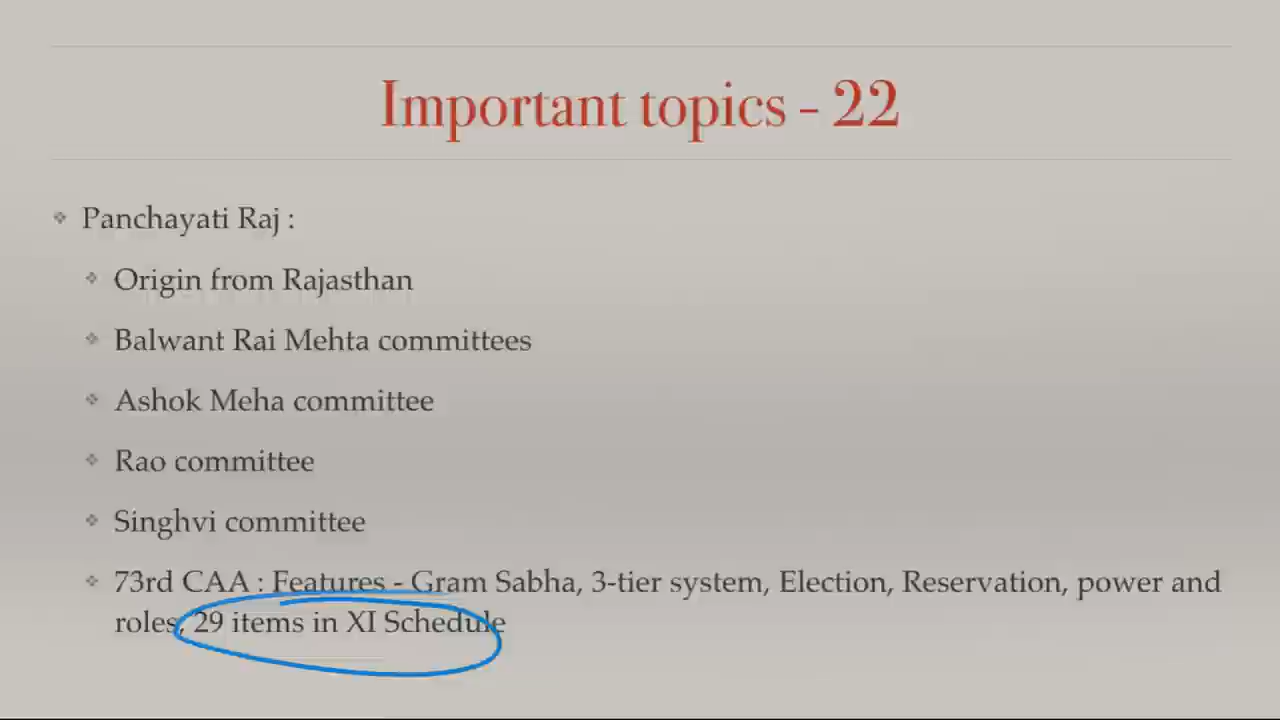 Important topics - 22
Panchayati Raj :
Origin from Rajasthan
Balwant Rai Mehta committees
Ashok Meha committee
Rao committee
Singhvi committee
73rd CAA : Features - Gram Sabha, 3-tier system, Election, Reservation, power and
roles, 29 items in XI Schedule